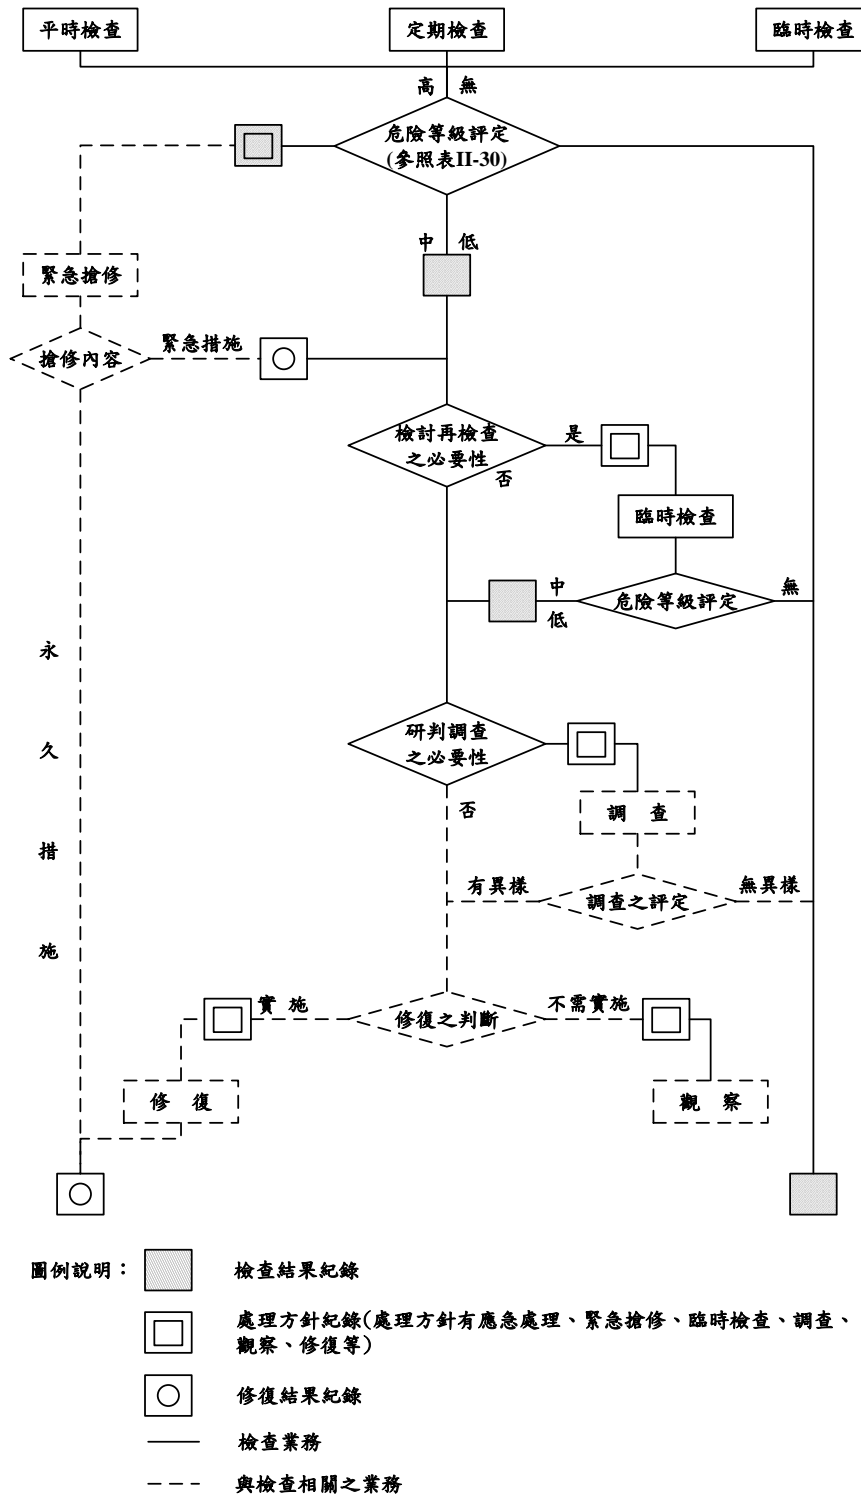 平時檢查
定期檢查
臨時檢查
高 無
危險等級評定
(參照表II-30)
中 低
緊急搶修
搶修內容
緊急措施
檢討再檢查
之必要性
是
否
臨時檢查
中
低
危險等級評定
無
永
久
措
施
研判調查
之必要性
否
調 查
有異樣
調查之評定
無異樣
實 施
修復之判斷
不需實施
修 復
觀 察
圖例說明：
檢查結果紀錄
處理方針紀錄(處理方針有應急處理、緊急搶修、臨時檢查、調查、
觀察、修復等)
修復結果紀錄
檢查業務
與檢查相關之業務